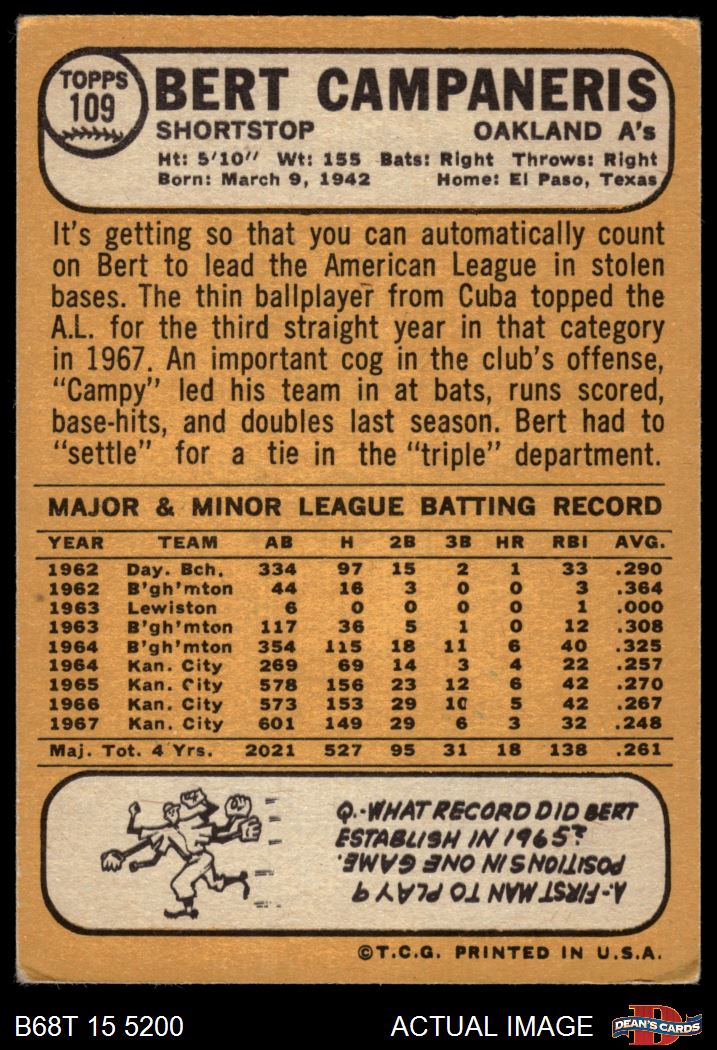 TOPPS
109
BERT CAMPANERIS
SHORTSTOP OAKLAND A's
Ht: 5'10" Wt: 155 Bats: Right Throws: Right
Born: March 9, 1942 Home: El Paso, Texas
It's getting so that you can automatically count
on Bert to lead the American League in stolen
bases. The thin ballplayer from Cuba topped the
A.L. for the third straight year in that category
in 1967. An important cog in the club's offense,
"Campy" led his team in at bats, runs scored,
base-hits, and doubles last season. Bert had to
"settle" for a tie in the "triple" department.
MAJOR & MINOR LEAGUE BATTING RECORD
YEAR TEAM AB H 2B 3B HR RBI AVG.
1962 Day. Bch. 334 97 15 2 1 33 .290
1962 B'gh'mton 44 16 3 0 0 3 .364
1963 Lewiston 6 0 0 0 0 1 .000
1963 B'gh'mton 117 36 5 1 0 12 .308
1964 B'gh'mton 354 115 18 11 6 40 .325
1964 Kan. City 269 69 14 3 4 22 .257
1965 Kan. City 578 156 23 12 6 42 .270
1966 Kan. City 573 153 29 10 5 42 .267
1967 Kan. City 601 149 29 6 3 32 .248
Maj. Tot. 4 Yrs. 2021 527 95 31 18 138 .261
Q.-WHAT RECORD DID BERT
ESTABLISH IN 1965?
A.-FIRST MAN TO PLAY 9
POSITIONS IN ONE GAME.
©T.C.G. PRINTED IN U.S.A.
B68T 15 5200 ACTUAL IMAGE
DEAN'S CARDS